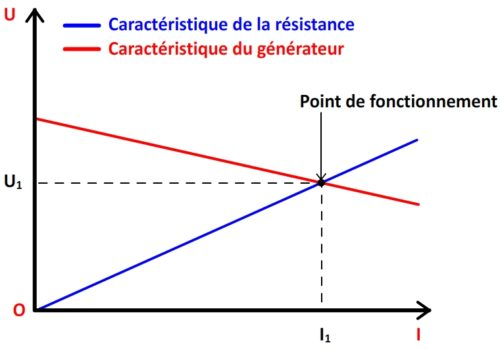 U
Caractéristique de la résistance
Caractéristique du générateur
Point de fonctionnement
U₁
O
I₁
I